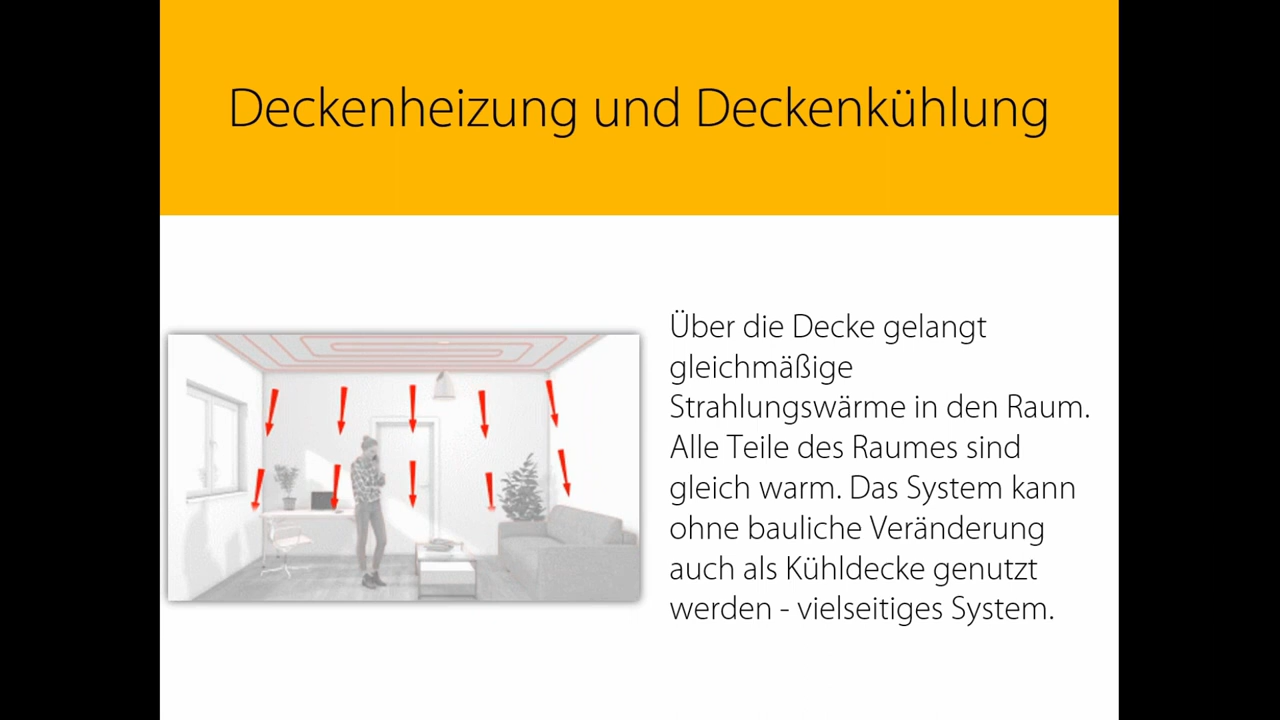 Deckenheizung und Deckenkühlung
Über die Decke gelangt
gleichmäßige
Strahlungswärme in den Raum.
Alle Teile des Raumes sind
gleich warm. Das System kann
ohne bauliche Veränderung
auch als Kühldecke genutzt
werden - vielseitiges System.